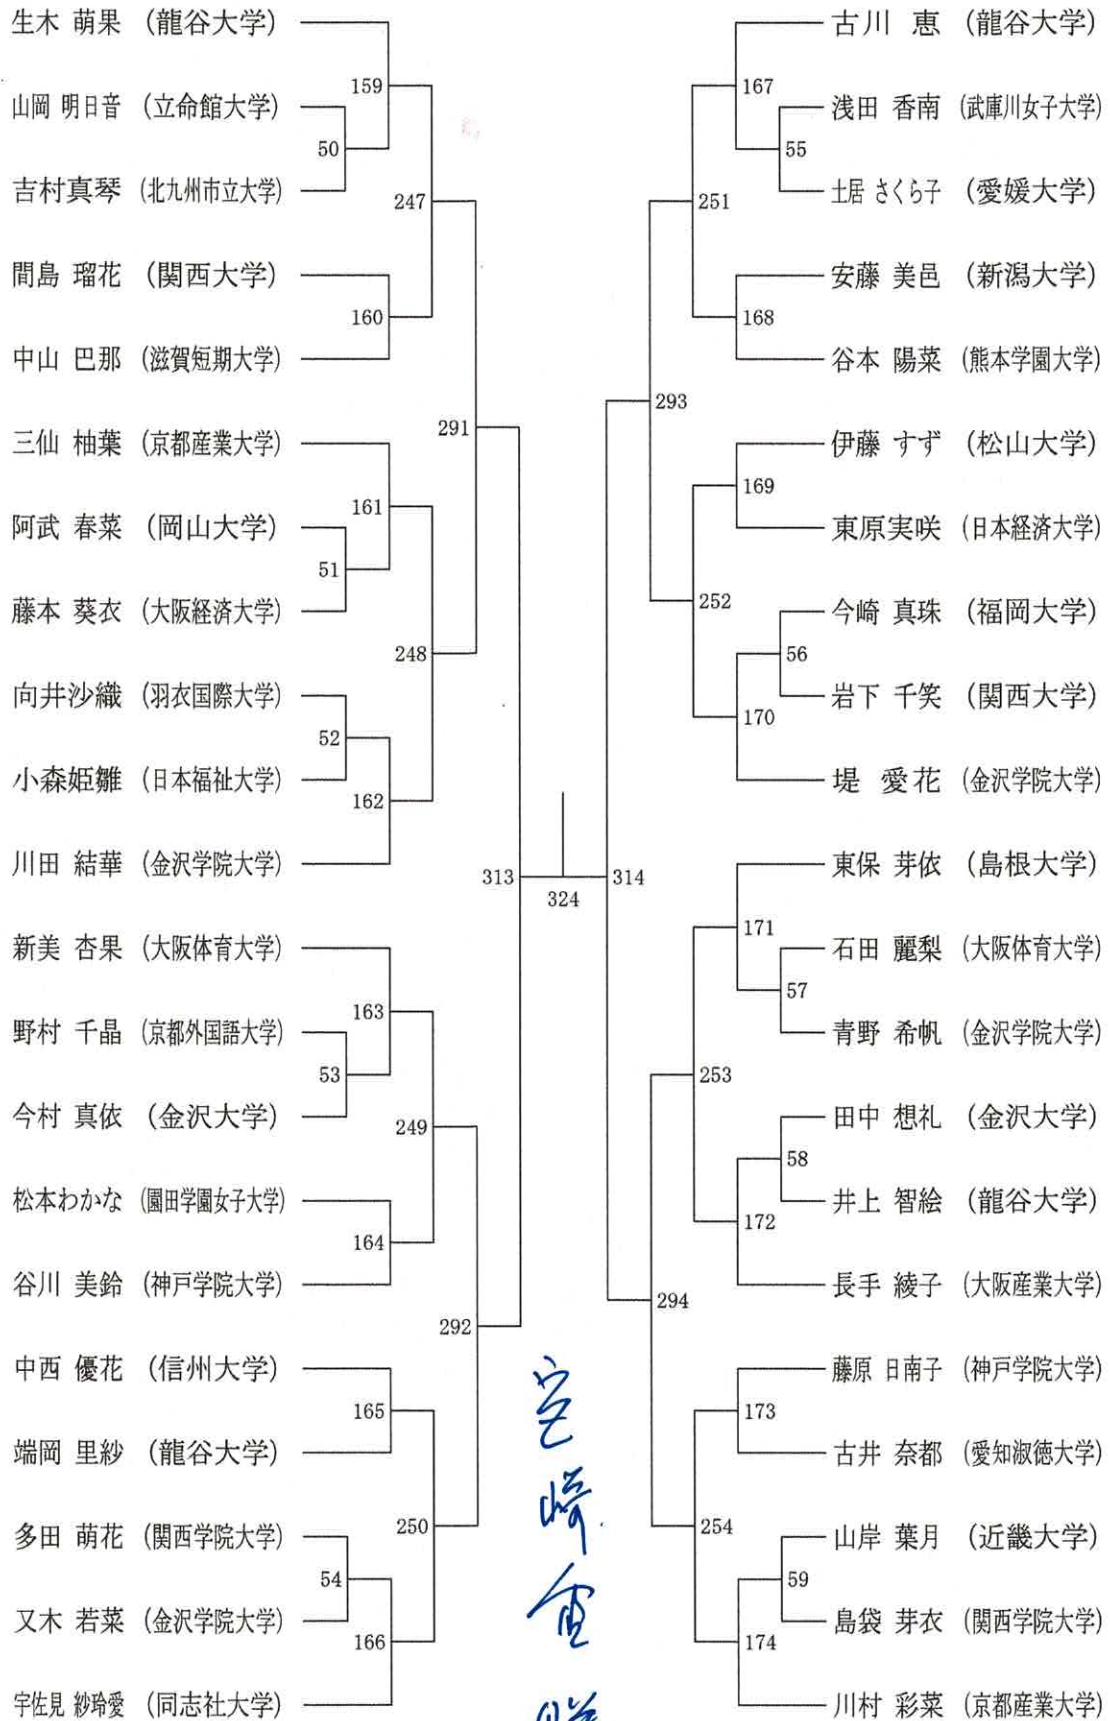 生木 萌果 (龍谷大学)
山岡 明日音 (立命館大学)
吉村真琴 (北九州市立大学)
間島 瑠花 (関西大学)
中山 巴那 (滋賀短期大学)
三仙 柚葉 (京都産業大学)
阿武 春菜 (岡山大学)
藤本 葵衣 (大阪経済大学)
向井沙織 (羽衣国際大学)
小森姫雛 (日本福祉大学)
川田 結華 (金沢学院大学)
新美 杏果 (大阪体育大学)
野村 千晶 (京都外国語大学)
今村 真依 (金沢大学)
松本わかな (園田学園女子大学)
谷川 美鈴 (神戸学院大学)
中西 優花 (信州大学)
端岡 里紗 (龍谷大学)
多田 萌花 (関西学院大学)
又木 若菜 (金沢学院大学)
宇佐見 紗玲愛 (同志社大学)
159
50
247
160
291
161
51
248
52
162
313
163
53
249
164
292
165
250
54
166
324
古川 恵 (龍谷大学)
浅田 香南 (武庫川女子大学)
土居 さくら子 (愛媛大学)
安藤 美邑 (新潟大学)
谷本 陽菜 (熊本学園大学)
伊藤 すず (松山大学)
東原実咲 (日本経済大学)
今崎 真珠 (福岡大学)
岩下 千笑 (関西大学)
堤 愛花 (金沢学院大学)
東保 芽依 (島根大学)
石田 麗梨 (大阪体育大学)
青野 希帆 (金沢学院大学)
田中 想礼 (金沢大学)
井上 智絵 (龍谷大学)
長手 綾子 (大阪産業大学)
藤原 日南子 (神戸学院大学)
古井 奈都 (愛知淑徳大学)
山岸 葉月 (近畿大学)
島袋 芽衣 (関西学院大学)
川村 彩菜 (京都産業大学)
167
55
251
168
293
169
252
56
170
314
171
57
253
58
172
294
173
254
59
174